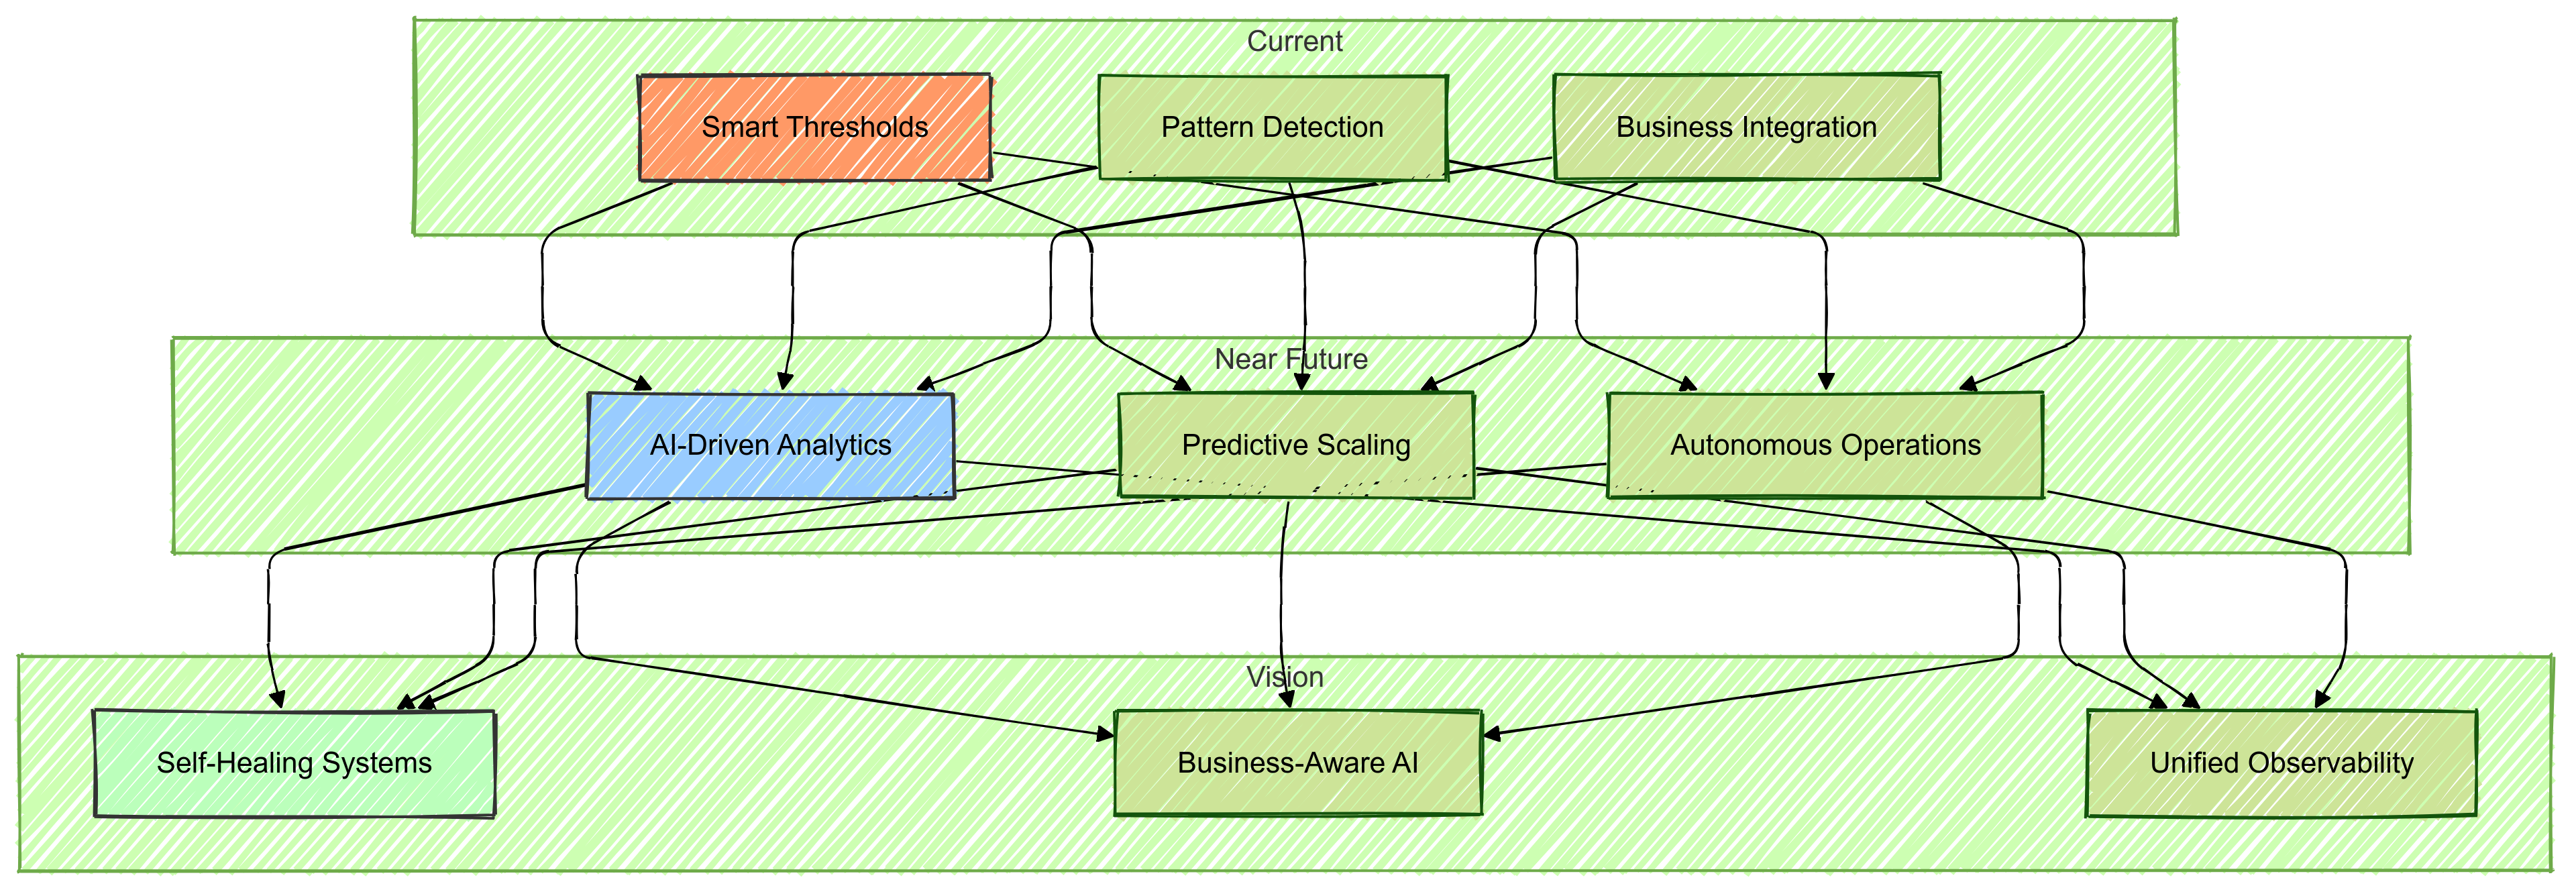 Current
Smart Thresholds
Pattern Detection
Business Integration
Near Future
AI-Driven Analytics
Predictive Scaling
Autonomous Operations
Vision
Self-Healing Systems
Business-Aware AI
Unified Observability